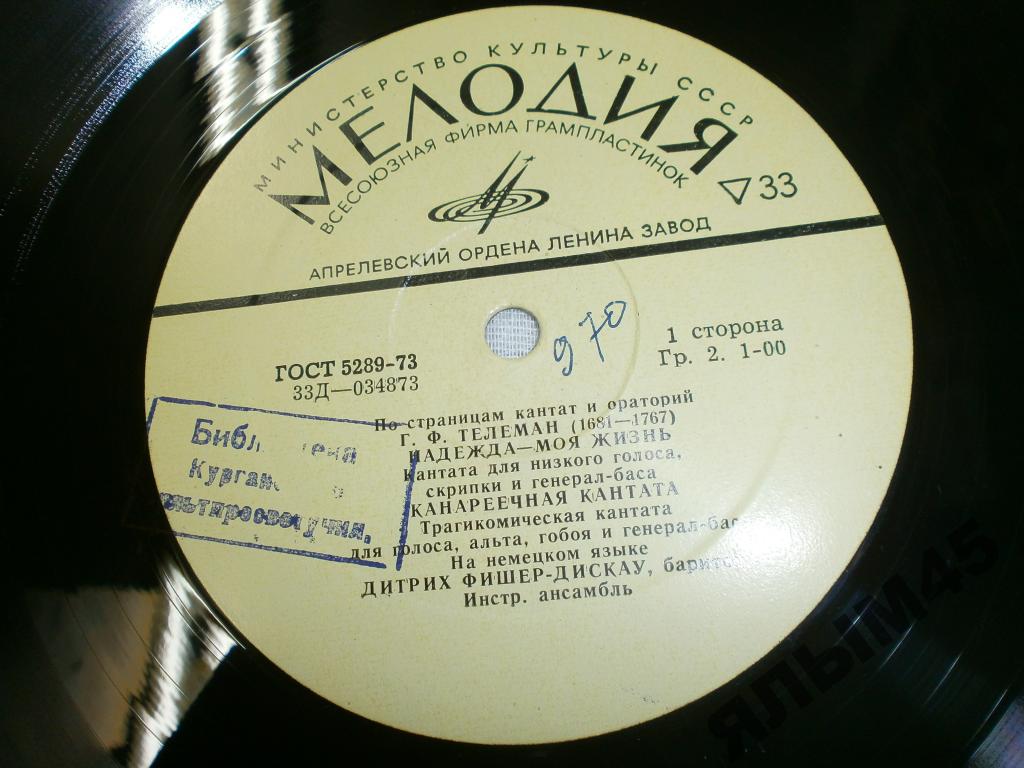 МИНИСТЕРСТВО КУЛЬТУРЫ СССР
МЕЛОДИЯ
ВСЕСОЮЗНАЯ ФИРМА ГРАМПЛАСТИНОК
33
АПРЕЛЕВСКИЙ ОРДЕНА ЛЕНИНА ЗАВОД
970
ГОСТ 5289-73
33Д—034873
1 сторона
Гр. 2. 1-00
По страницам кантат и ораторий
Г. Ф. ТЕЛЕМАН (1681—1767)
НАДЕЖДА—МОЯ ЖИЗНЬ
Кантата для низкого голоса,
скрипки и генерал-баса
КАНАРЕЕЧНАЯ КАНТАТА
Трагикомическая кантата
для голоса, альта, гобоя и генерал-баса
На немецком языке
ДИТРИХ ФИШЕР-ДИСКАУ, баритон
Инстр. ансамбль
ЯЛЫМ45